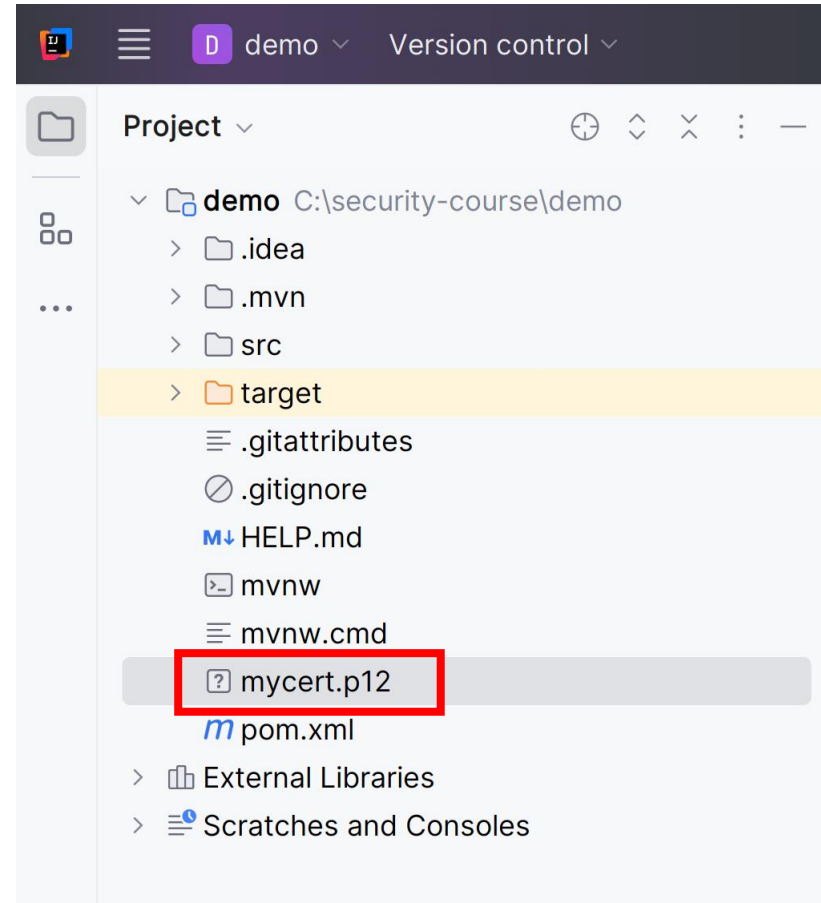 IJ D demo Version control
Project
demo C:\security-course\demo
.idea
.mvn
src
target
.gitattributes
.gitignore
M↓ HELP.md
mvnw
mvnw.cmd
? mycert.p12
m pom.xml
External Libraries
Scratches and Consoles